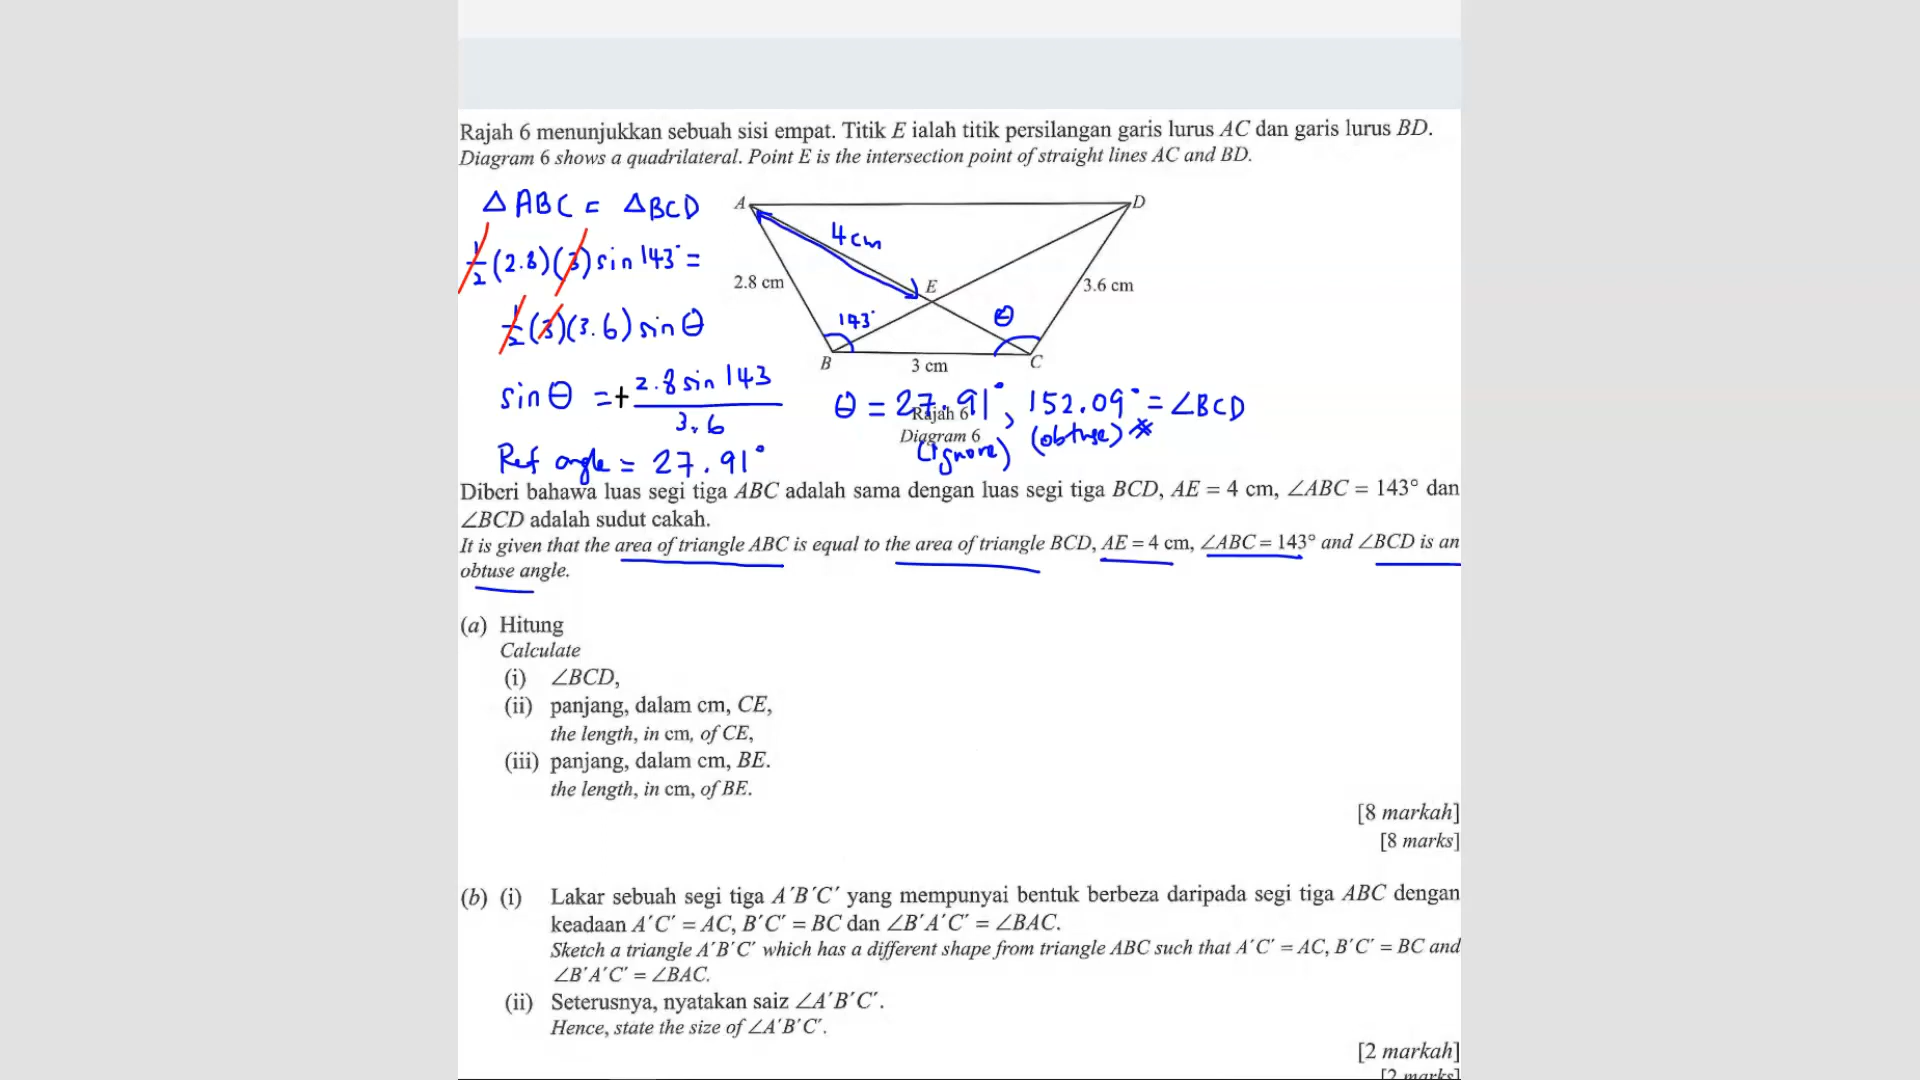 Rajah 6 menunjukkan sebuah sisi empat. Titik E ialah titik persilangan garis lurus AC dan garis lurus BD.
Diagram 6 shows a quadrilateral. Point E is the intersection point of straight lines AC and BD.
△ ABC = △ BCD
1/2 (2.8)(3) sin 143° =
1/2 (3)(3.6) sin θ
sin θ = + 2.8 sin 143 / 3.6
Ref angle = 27.91°
A
D
4 cm
2.8 cm
E
3.6 cm
143°
θ
B
3 cm
C
θ = 27.91°, 152.09° = ∠BCD
Rajah 6
Diagram 6
(ignore) (obtuse) *
Diberi bahawa luas segi tiga ABC adalah sama dengan luas segi tiga BCD, AE = 4 cm, ∠ABC = 143° dan
∠BCD adalah sudut cakah.
It is given that the area of triangle ABC is equal to the area of triangle BCD, AE = 4 cm, ∠ABC = 143° and ∠BCD is an
obtuse angle.
(a) Hitung
Calculate
(i) ∠BCD,
(ii) panjang, dalam cm, CE,
the length, in cm, of CE,
(iii) panjang, dalam cm, BE.
the length, in cm, of BE.
[8 markah]
[8 marks]
(b) (i) Lakar sebuah segi tiga A′B′C′ yang mempunyai bentuk berbeza daripada segi tiga ABC dengan
keadaan A′C′ = AC, B′C′ = BC dan ∠B′A′C′ = ∠BAC.
Sketch a triangle A′B′C′ which has a different shape from triangle ABC such that A′C′ = AC, B′C′ = BC and
∠B′A′C′ = ∠BAC.
(ii) Seterusnya, nyatakan saiz ∠A′B′C′.
Hence, state the size of ∠A′B′C′.
[2 markah]
[2 marks]